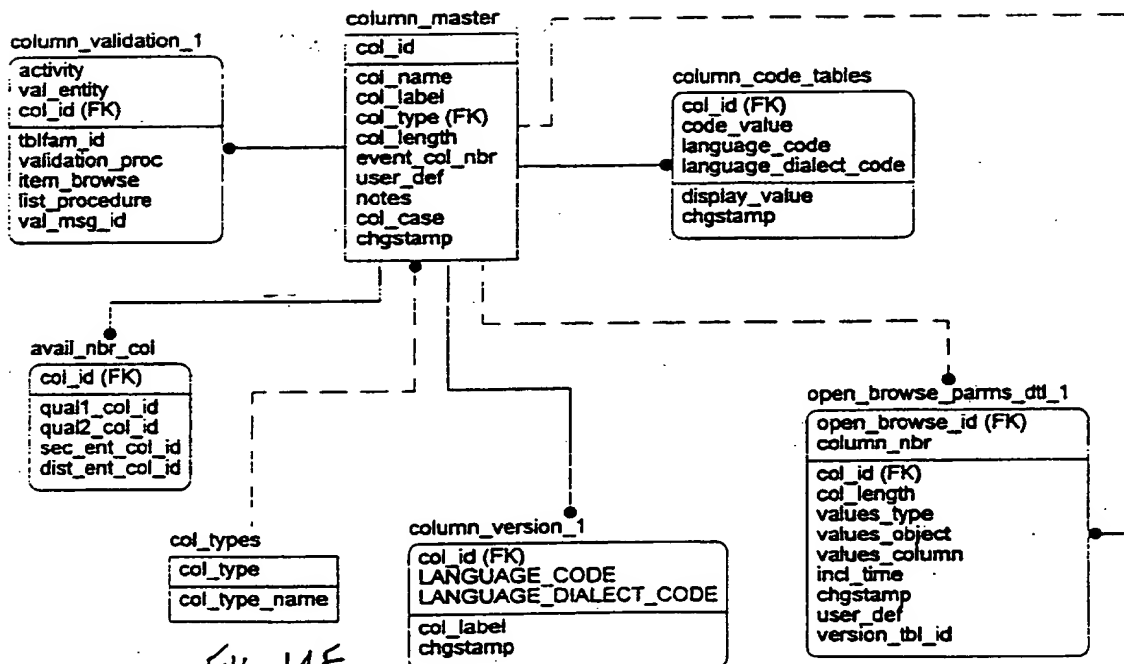 column_master
col_id
col_name
col_label
col_type (FK)
col_length
event_col_nbr
user_def
notes
col_case
chgstamp
column_validation_1
activity
val_entity
col_id (FK)
tblfam_id
validation_proc
item_browse
list_procedure
val_msg_id
column_code_tables
col_id (FK)
code_value
language_code
language_dialect_code
display_value
chgstamp
avail_nbr_col
col_id (FK)
qual1_col_id
qual2_col_id
sec_ent_col_id
dist_ent_col_id
col_types
col_type
col_type_name
column_version_1
col_id (FK)
LANGUAGE_CODE
LANGUAGE_DIALECT_CODE
col_label
chgstamp
open_browse_parms_dtl_1
open_browse_id (FK)
column_nbr
col_id (FK)
col_length
values_type
values_object
values_column
incl_time
chgstamp
user_def
version_tbl_id